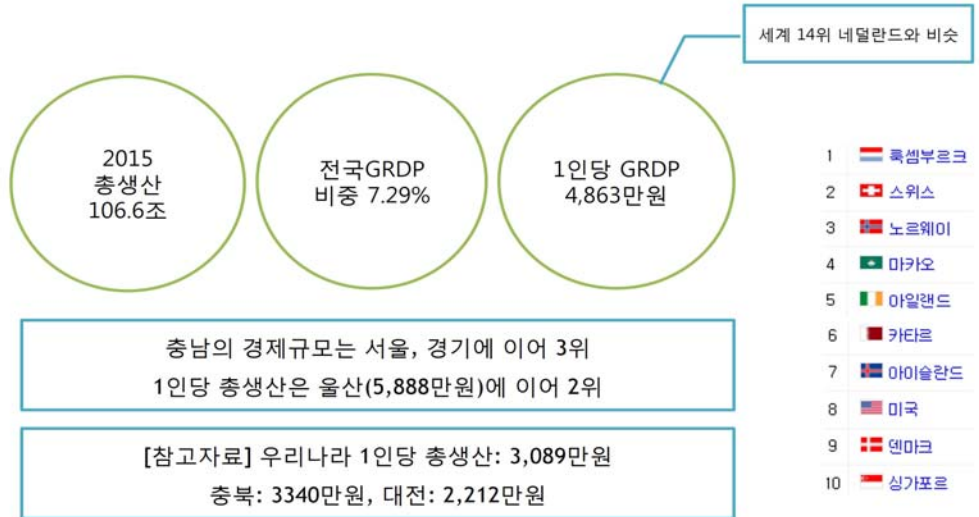 세계 14위 네덜란드와 비슷
2015
총생산
106.6조
전국GRDP
비중 7.29%
1인당 GRDP
4,863만원
충남의 경제규모는 서울, 경기에 이어 3위
1인당 총생산은 울산(5,888만원)에 이어 2위
[참고자료] 우리나라 1인당 총생산: 3,089만원
충북: 3340만원, 대전: 2,212만원
1 룩셈부르크
2 스위스
3 노르웨이
4 마카오
5 아일랜드
6 카타르
7 아이슬란드
8 미국
9 덴마크
10 싱가포르